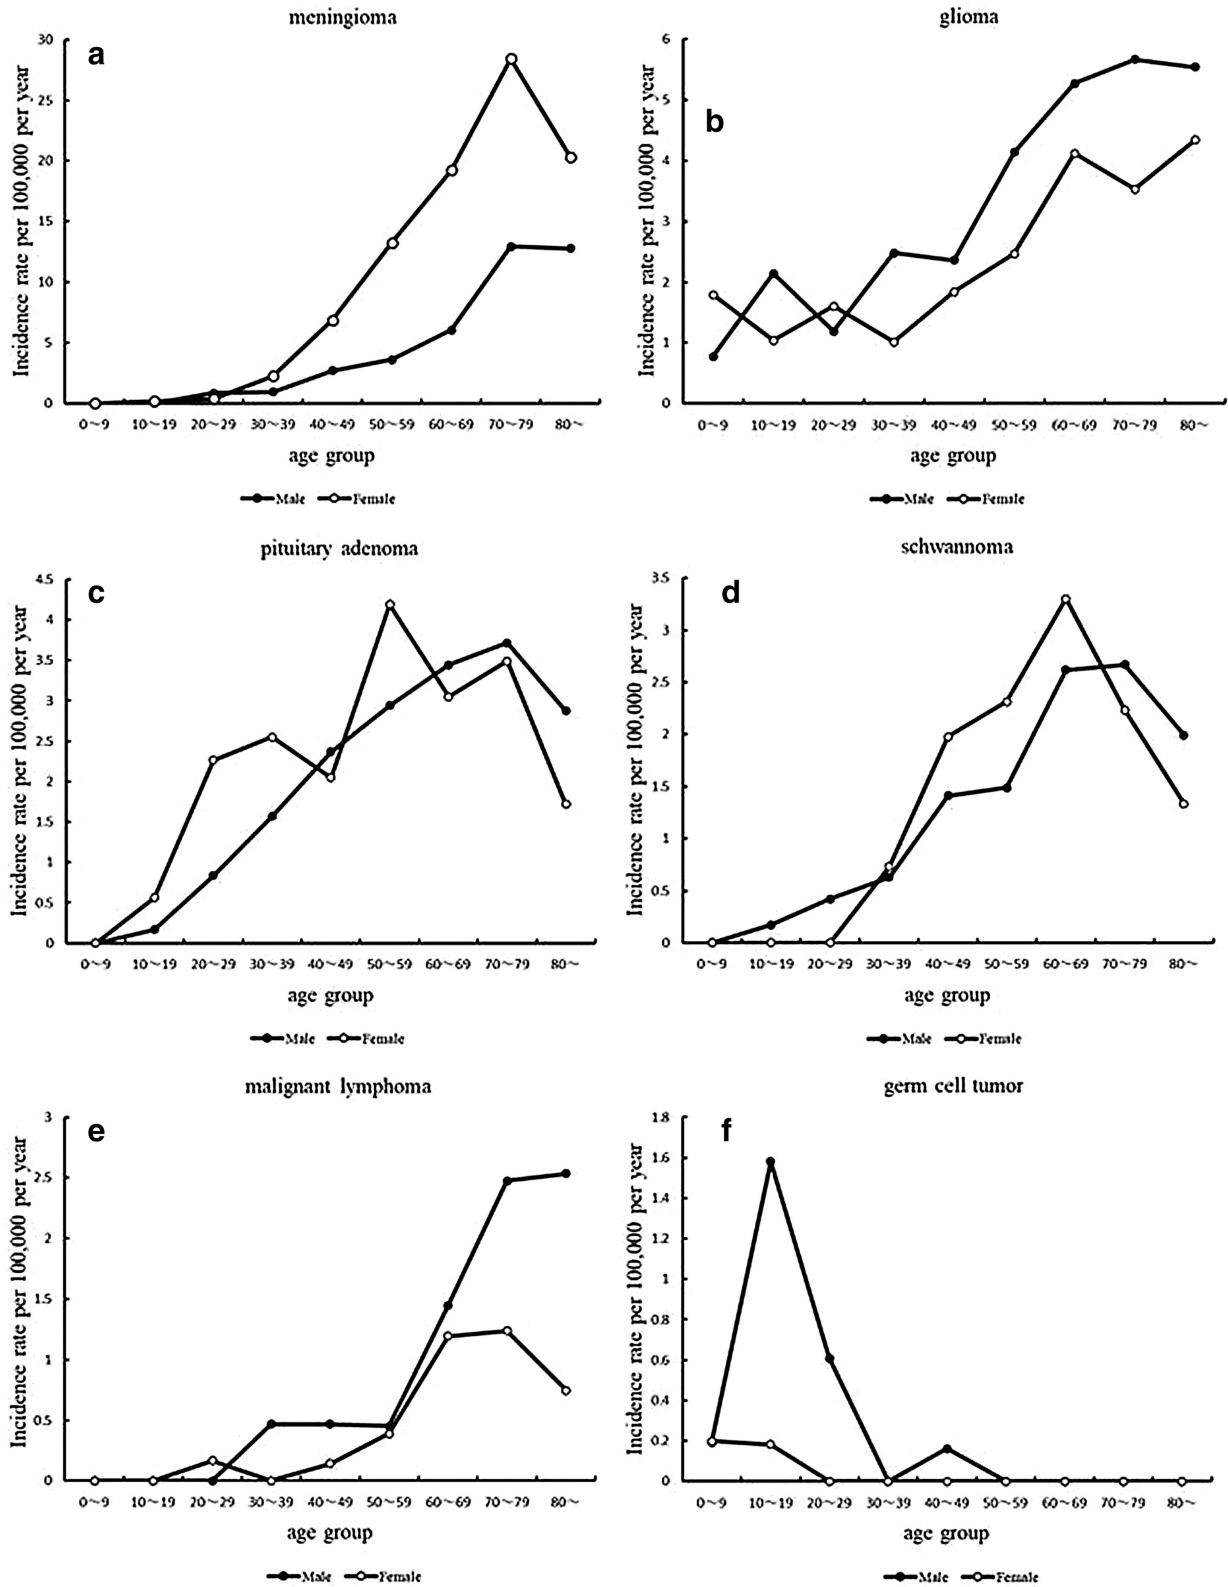 meningioma
a
Incidence rate per 100,000 per year
30
25
20
15
10
5
0
0~9 10~19 20~29 30~39 40~49 50~59 60~69 70~79 80~
age group
Male Female
glioma
b
Incidence rate per 100,000 per year
6
5
4
3
2
1
0
0~9 10~19 20~29 30~39 40~49 50~59 60~69 70~79 80~
age group
Male Female
pituitary adenoma
c
Incidence rate per 100,000 per year
4.5
4
3.5
3
2.5
2
1.5
1
0.5
0
0~9 10~19 20~29 30~39 40~49 50~59 60~69 70~79 80~
age group
Male Female
schwannoma
d
Incidence rate per 100,000 per year
3.5
3
2.5
2
1.5
1
0.5
0
0~9 10~19 20~29 30~39 40~49 50~59 60~69 70~79 80~
age group
Male Female
malignant lymphoma
e
Incidence rate per 100,000 per year
3
2.5
2
1.5
1
0.5
0
0~9 10~19 20~29 30~39 40~49 50~59 60~69 70~79 80~
age group
Male Female
germ cell tumor
f
Incidence rate per 100,000 per year
1.8
1.6
1.4
1.2
1
0.8
0.6
0.4
0.2
0
0~9 10~19 20~29 30~39 40~49 50~59 60~69 70~79 80~
age group
Male Female